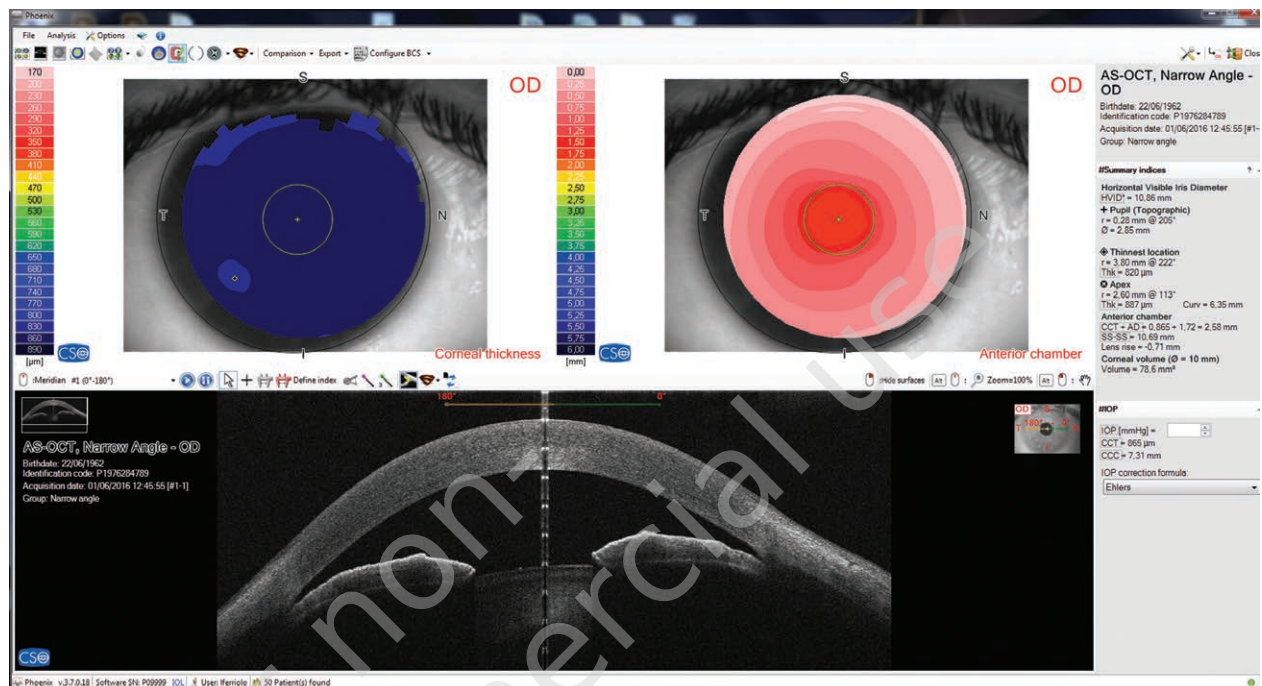 Phoenix
File Analysis Options
Comparison Export Configure BCS Clos
170
200
230
260
290
320
350
380
410
440
470
500
530
560
590
620
650
680
710
740
770
800
830
860
890
[µm]
S
OD
T
N
I
CSO
Corneal thickness
0,00
0,25
0,50
0,75
1,00
1,25
1,50
1,75
2,00
2,25
2,50
2,75
3,00
3,25
3,50
3,75
4,00
4,25
4,50
4,75
5,00
5,25
5,50
5,75
6,00
[mm]
S
OD
T
N
I
CSO
Anterior chamber
AS-OCT, Narrow Angle -
OD
Birthdate: 22/06/1962
Identification code: P1976284789
Acquisition date: 01/06/2016 12:45:55 [#1-
Group: Narrow angle
##Summary indices
Horizontal Visible Iris Diameter
HVID* = 10,86 mm
Pupil (Topographic)
r = 0,28 mm @ 205°
Ø = 2,85 mm
Thinnest location
r = 3,80 mm @ 222°
Thk = 820 µm
Apex
r = 2,60 mm @ 113°
Thk = 887 µm Curv = 6,35 mm
Anterior chamber
CCT + AD = 0.865 + 1,72 = 2,58 mm
SS-SS = 10,69 mm
Lens rise = -0,71 mm
Corneal volume (Ø = 10 mm)
Volume = 78,6 mm³
:Meridian #1 (0°-180°) Define index :Hide surfaces Alt : Zoom=100% Alt :
180° 0°
AS-OCT, Narrow Angle - OD
Birthdate: 22/06/1962
Identification code: P1976284789
Acquisition date: 01/06/2016 12:45:55 [#1-1]
Group: Narrow angle
OD
T 180°
CSO
##IOP
IOP [mmHg] =
CCT = 865 µm
CCC = 7,31 mm
IOP correction formula:
Ehlers
non-
mercial use
Phoenix v.3.7.0.18 Software SN: P09999 IOL User: lferriolo 50 Patient(s) found